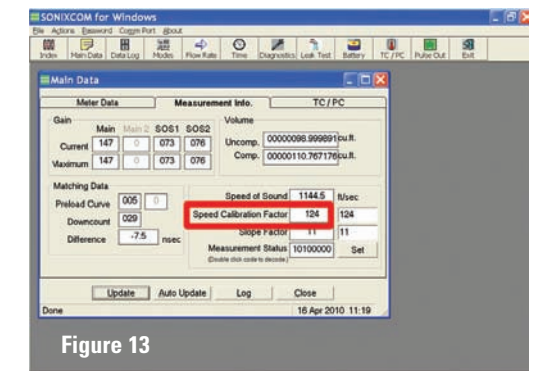 SONIXCOM for Windows
File Actions Password Comm Port About
Index Main Data Data Log Modes Flow Rate Time Diagnostics Leak Test Battery TC / PC Pulse Out Exit
Main Data
Meter Data Measurement Info. TC / PC
Gain Volume
Main Main 2 SOS1 SOS2
Current 147 0 073 076 Uncomp. 00000098.999891 cu.ft.
Maximum 147 0 073 076 Comp. 00000110.767176 cu.ft.
Matching Data
Preload Curve 005 0 Speed of Sound 1144.5 ft/sec
Downcount 029 Speed Calibration Factor 124 124
Difference -7.5 nsec Slope Factor 11 11
Measurement Status 10100000 Set
(Double click code to decode.)
Update Auto Update Log Close
Done 16 Apr 2010 11:19
Figure 13